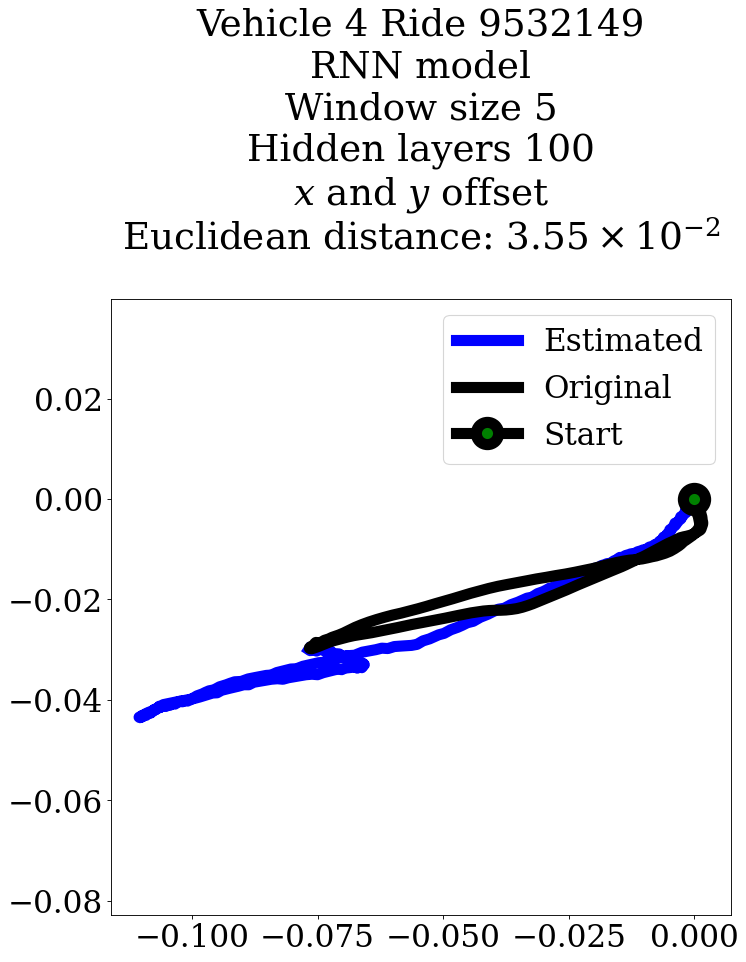 Vehicle 4 Ride 9532149
RNN model
Window size 5
Hidden layers 100
x and y offset
Euclidean distance: 3.55 × 10⁻²
Estimated
Original
Start
0.02
0.00
−0.02
−0.04
−0.06
−0.08
−0.100 −0.075 −0.050 −0.025 0.000